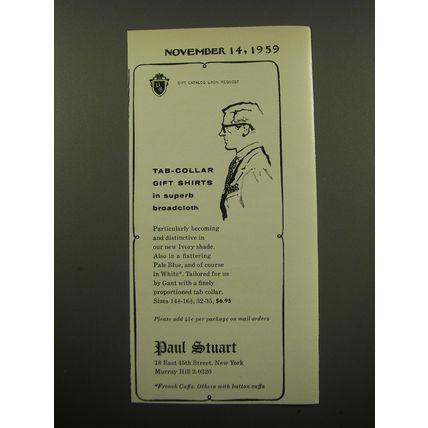 NOVEMBER 14, 1959
GIFT CATALOG UPON REQUEST
TAB-COLLAR
GIFT SHIRTS
in superb
broadcloth
Particularly becoming
and distinctive in
our new Ivory shade.
Also in a flattering
Pale Blue, and of course
in White*. Tailored for us
by Gant with a finely
proportioned tab collar.
Sizes 14½-16½, 32-35, $6.95
Please add 45¢ per package on mail orders
Paul Stuart
18 East 45th Street, New York
Murray Hill 2-0320
*French Cuffs. Others with button cuffs